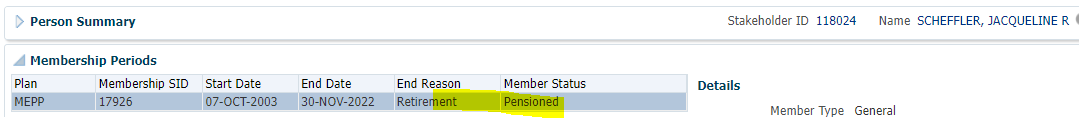 Person Summary Stakeholder ID 118024 Name SCHEFFLER, JACQUELINE R
Membership Periods
Plan Membership SID Start Date End Date End Reason Member Status
MEPP 17926 07-OCT-2003 30-NOV-2022 Retirement Pensioned
Details
Member Type General